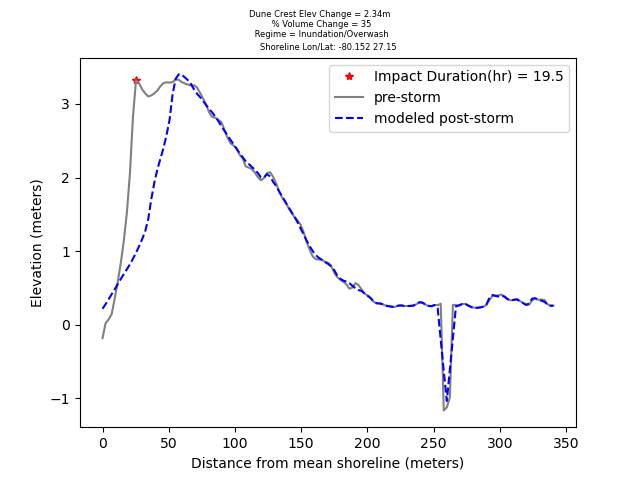 Dune Crest Elev Change = 2.34m
% Volume Change = 35
Regime = Inundation/Overwash
Shoreline Lon/Lat: -80.152 27.15
Impact Duration(hr) = 19.5
pre-storm
modeled post-storm
3
2
1
0
−1
Elevation (meters)
0 50 100 150 200 250 300 350
Distance from mean shoreline (meters)